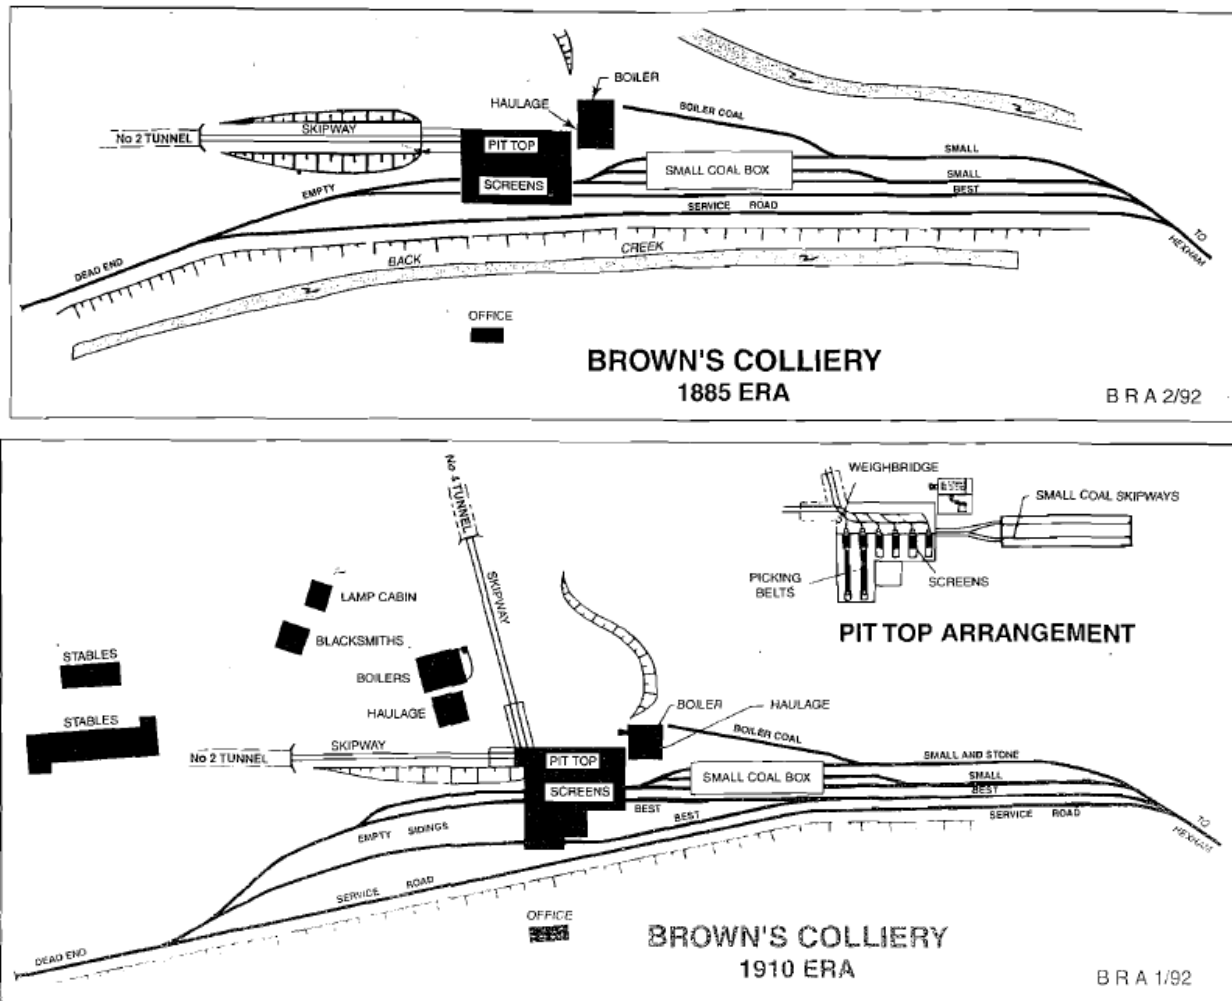 BOILER
HAULAGE
BOILER COAL
SKIPWAY
No 2 TUNNEL
PIT TOP
SMALL
SMALL COAL BOX
SMALL
SCREENS
EMPTY
BEST
SERVICE ROAD
TO
HEXHAM
BACK CREEK
DEAD END
OFFICE
BROWN'S COLLIERY
1885 ERA
B R A 2/92
No 4 TUNNEL
WEIGHBRIDGE
SMALL COAL SKIPWAYS
SKIPWAY
PICKING
BELTS
SCREENS
LAMP CABIN
PIT TOP ARRANGEMENT
BLACKSMITHS
STABLES
BOILERS
HAULAGE
BOILER
HAULAGE
STABLES
BOILER COAL
SKIPWAY
No 2 TUNNEL
PIT TOP
SMALL AND STONE
SMALL COAL BOX
SMALL
SCREENS
BEST
BEST
BEST
SERVICE ROAD
EMPTY SIDINGS
TO
HEXHAM
SERVICE ROAD
OFFICE
DEAD END
BROWN'S COLLIERY
1910 ERA
B R A 1/92